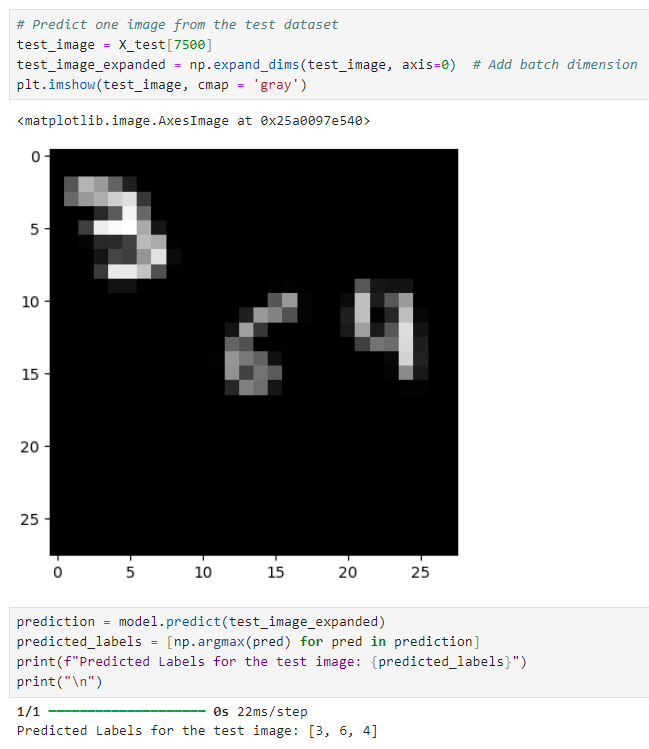 # Predict one image from the test dataset
test_image = X_test[7500]
test_image_expanded = np.expand_dims(test_image, axis=0)  # Add batch dimension
plt.imshow(test_image, cmap = 'gray')
<matplotlib.image.AxesImage at 0x25a0097e540>
0
5
10
15
20
25
3 6 9
0 5 10 15 20 25
prediction = model.predict(test_image_expanded)
predicted_labels = [np.argmax(pred) for pred in prediction]
print(f"Predicted Labels for the test image: {predicted_labels}")
print("\n")
1/1 ━━━━━━━━━━━━━━━━━━━━ 0s 22ms/step
Predicted Labels for the test image: [3, 6, 4]